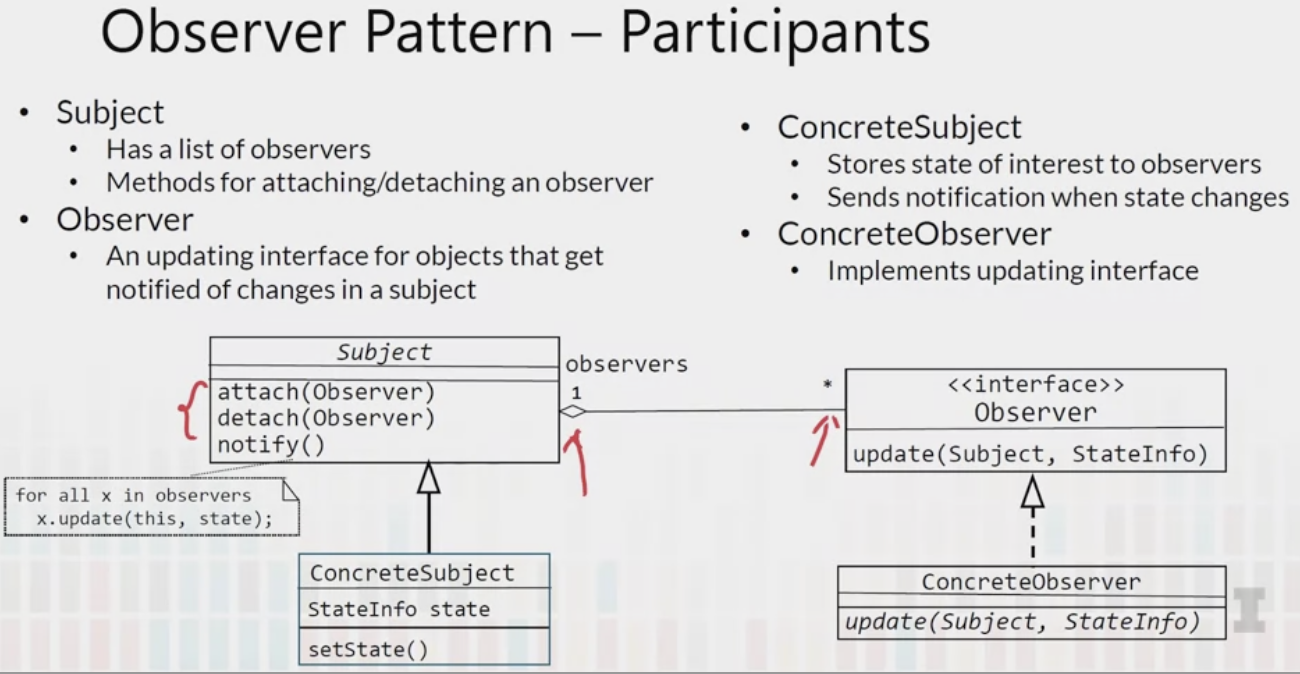 Observer Pattern – Participants
• Subject
• Has a list of observers
• Methods for attaching/detaching an observer
• Observer
• An updating interface for objects that get
notified of changes in a subject
• ConcreteSubject
• Stores state of interest to observers
• Sends notification when state changes
• ConcreteObserver
• Implements updating interface
Subject
attach(Observer)
detach(Observer)
notify()
observers
1
*
<<interface>>
Observer
update(Subject, StateInfo)
for all x in observers
x.update(this, state);
ConcreteSubject
StateInfo state
setState()
ConcreteObserver
update(Subject, StateInfo)
I